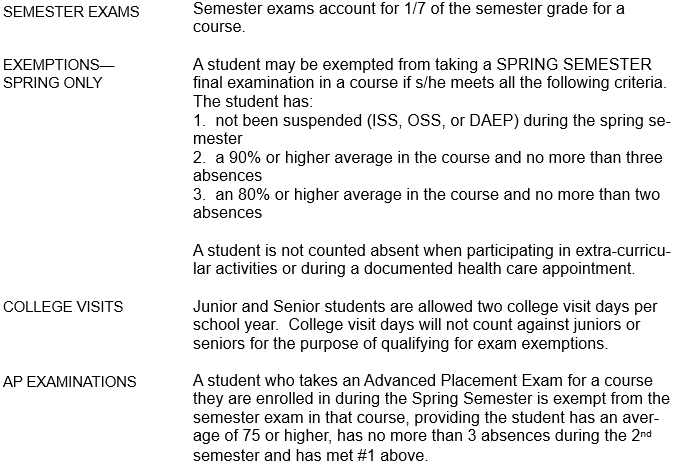 SEMESTER EXAMS
Semester exams account for 1/7 of the semester grade for a
course.
EXEMPTIONS—
SPRING ONLY
A student may be exempted from taking a SPRING SEMESTER
final examination in a course if s/he meets all the following criteria.
The student has:
1.  not been suspended (ISS, OSS, or DAEP) during the spring se-
mester
2.  a 90% or higher average in the course and no more than three
absences
3.  an 80% or higher average in the course and no more than two
absences
A student is not counted absent when participating in extra-curricu-
lar activities or during a documented health care appointment.
COLLEGE VISITS
Junior and Senior students are allowed two college visit days per
school year.  College visit days will not count against juniors or
seniors for the purpose of qualifying for exam exemptions.
AP EXAMINATIONS
A student who takes an Advanced Placement Exam for a course
they are enrolled in during the Spring Semester is exempt from the
semester exam in that course, providing the student has an aver-
age of 75 or higher, has no more than 3 absences during the 2nd
semester and has met #1 above.